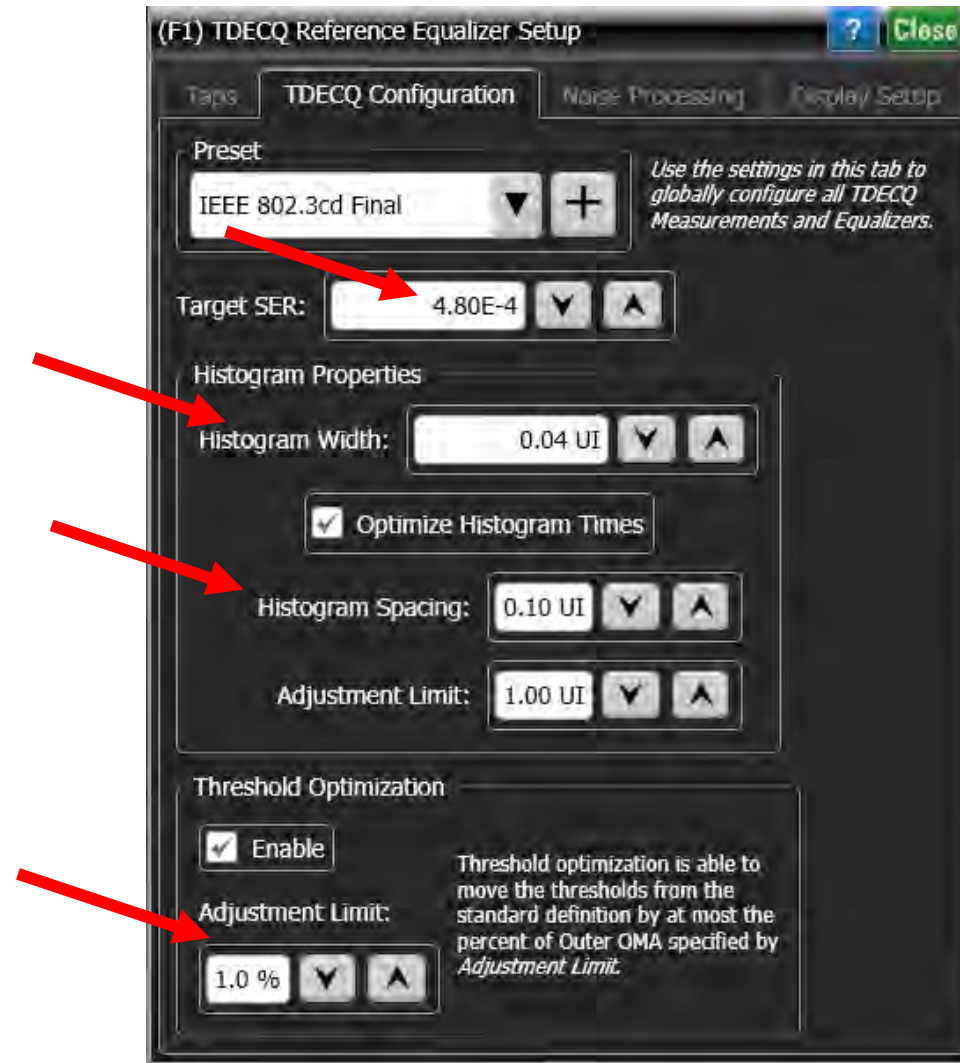 (F1) TDECQ Reference Equalizer Setup
? Close
Taps
TDECQ Configuration
Noise Processing
Display Setup
Preset
IEEE 802.3cd Final
+
Use the settings in this tab to
globally configure all TDECQ
Measurements and Equalizers.
Target SER:
4.80E-4
Histogram Properties
Histogram Width:
0.04 UI
Optimize Histogram Times
Histogram Spacing:
0.10 UI
Adjustment Limit:
1.00 UI
Threshold Optimization
Enable
Threshold optimization is able to
move the thresholds from the
standard definition by at most the
percent of Outer OMA specified by
Adjustment Limit.
Adjustment Limit:
1.0 %